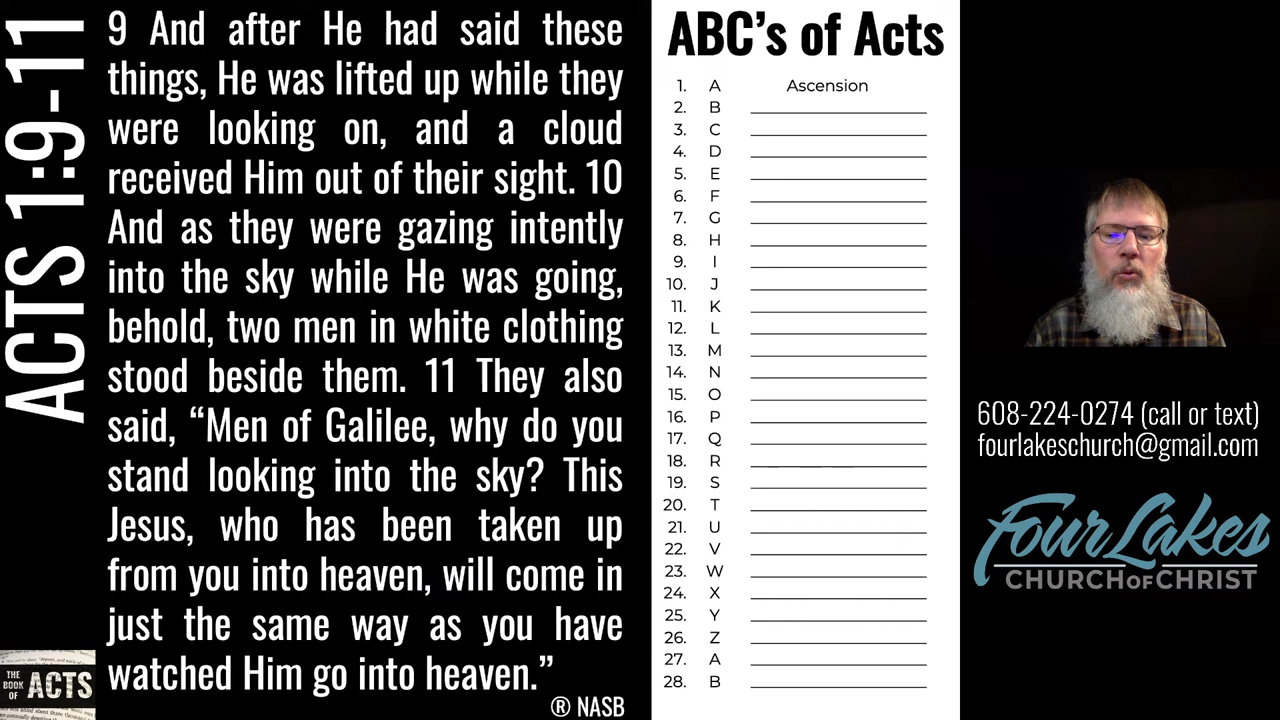 ACTS 1:9-11
9 And after He had said these
things, He was lifted up while they
were looking on, and a cloud
received Him out of their sight. 10
And as they were gazing intently
into the sky while He was going,
behold, two men in white clothing
stood beside them. 11 They also
said, “Men of Galilee, why do you
stand looking into the sky? This
Jesus, who has been taken up
from you into heaven, will come in
just the same way as you have
watched Him go into heaven.”
® NASB
THE
BOOK
OF
ACTS
ABC’s of Acts
1. A Ascension
2. B
3. C
4. D
5. E
6. F
7. G
8. H
9. I
10. J
11. K
12. L
13. M
14. N
15. O
16. P
17. Q
18. R
19. S
20. T
21. U
22. V
23. W
24. X
25. Y
26. Z
27. A
28. B
608-224-0274 (call or text)
fourlakeschurch@gmail.com
Four Lakes
CHURCH OF CHRIST